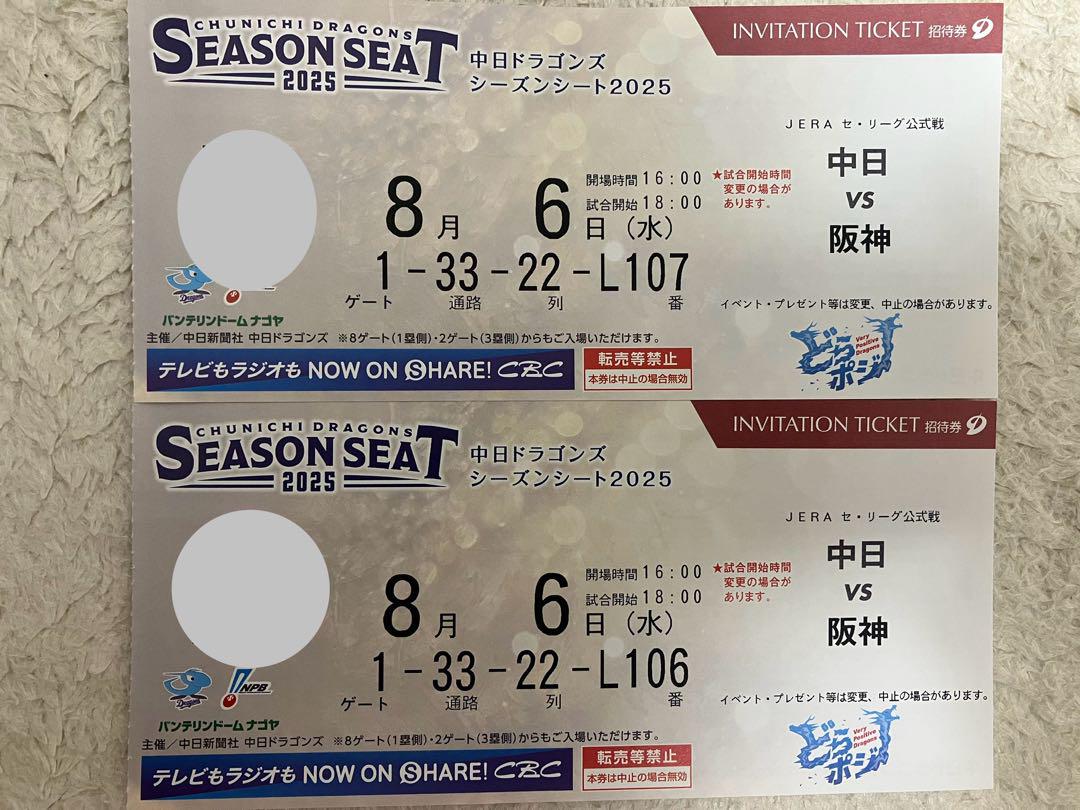 CHUNICHI DRAGONS
SEASON SEAT
2025
中日ドラゴンズ
シーズンシート2025
INVITATION TICKET 招待券
JERA セ・リーグ公式戦
中日
VS
阪神
開場時間 16:00
試合開始 18:00
8月 6日(水)
★試合開始時間
変更の場合が
あります。
1-33-22-L107
ゲート 通路 列 番
Dragons
バンテリンドーム ナゴヤ
イベント・プレゼント等は変更、中止の場合があります。
主催/中日新聞社 中日ドラゴンズ ※8ゲート(1塁側)・2ゲート(3塁側)からもご入場いただけます。
テレビもラジオも NOW ON SHARE! CBC
転売等禁止
本券は中止の場合無効
どらポジ
Very
Positive
Dragons
CHUNICHI DRAGONS
SEASON SEAT
2025
中日ドラゴンズ
シーズンシート2025
INVITATION TICKET 招待券
JERA セ・リーグ公式戦
中日
VS
阪神
開場時間 16:00
試合開始 18:00
8月 6日(水)
★試合開始時間
変更の場合が
あります。
1-33-22-L106
ゲート 通路 列 番
Dragons
NPB
バンテリンドーム ナゴヤ
イベント・プレゼント等は変更、中止の場合があります。
主催/中日新聞社 中日ドラゴンズ ※8ゲート(1塁側)・2ゲート(3塁側)からもご入場いただけます。
テレビもラジオも NOW ON SHARE! CBC
転売等禁止
本券は中止の場合無効
どらポジ
Very
Positive
Dragons